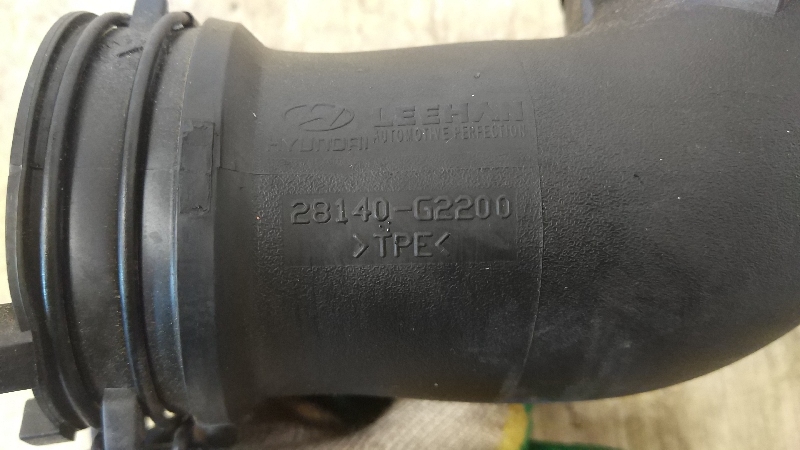 LEEHAN
HYUNDAI AUTOMOTIVE PERFECTION
28140-G2200
>TPE<